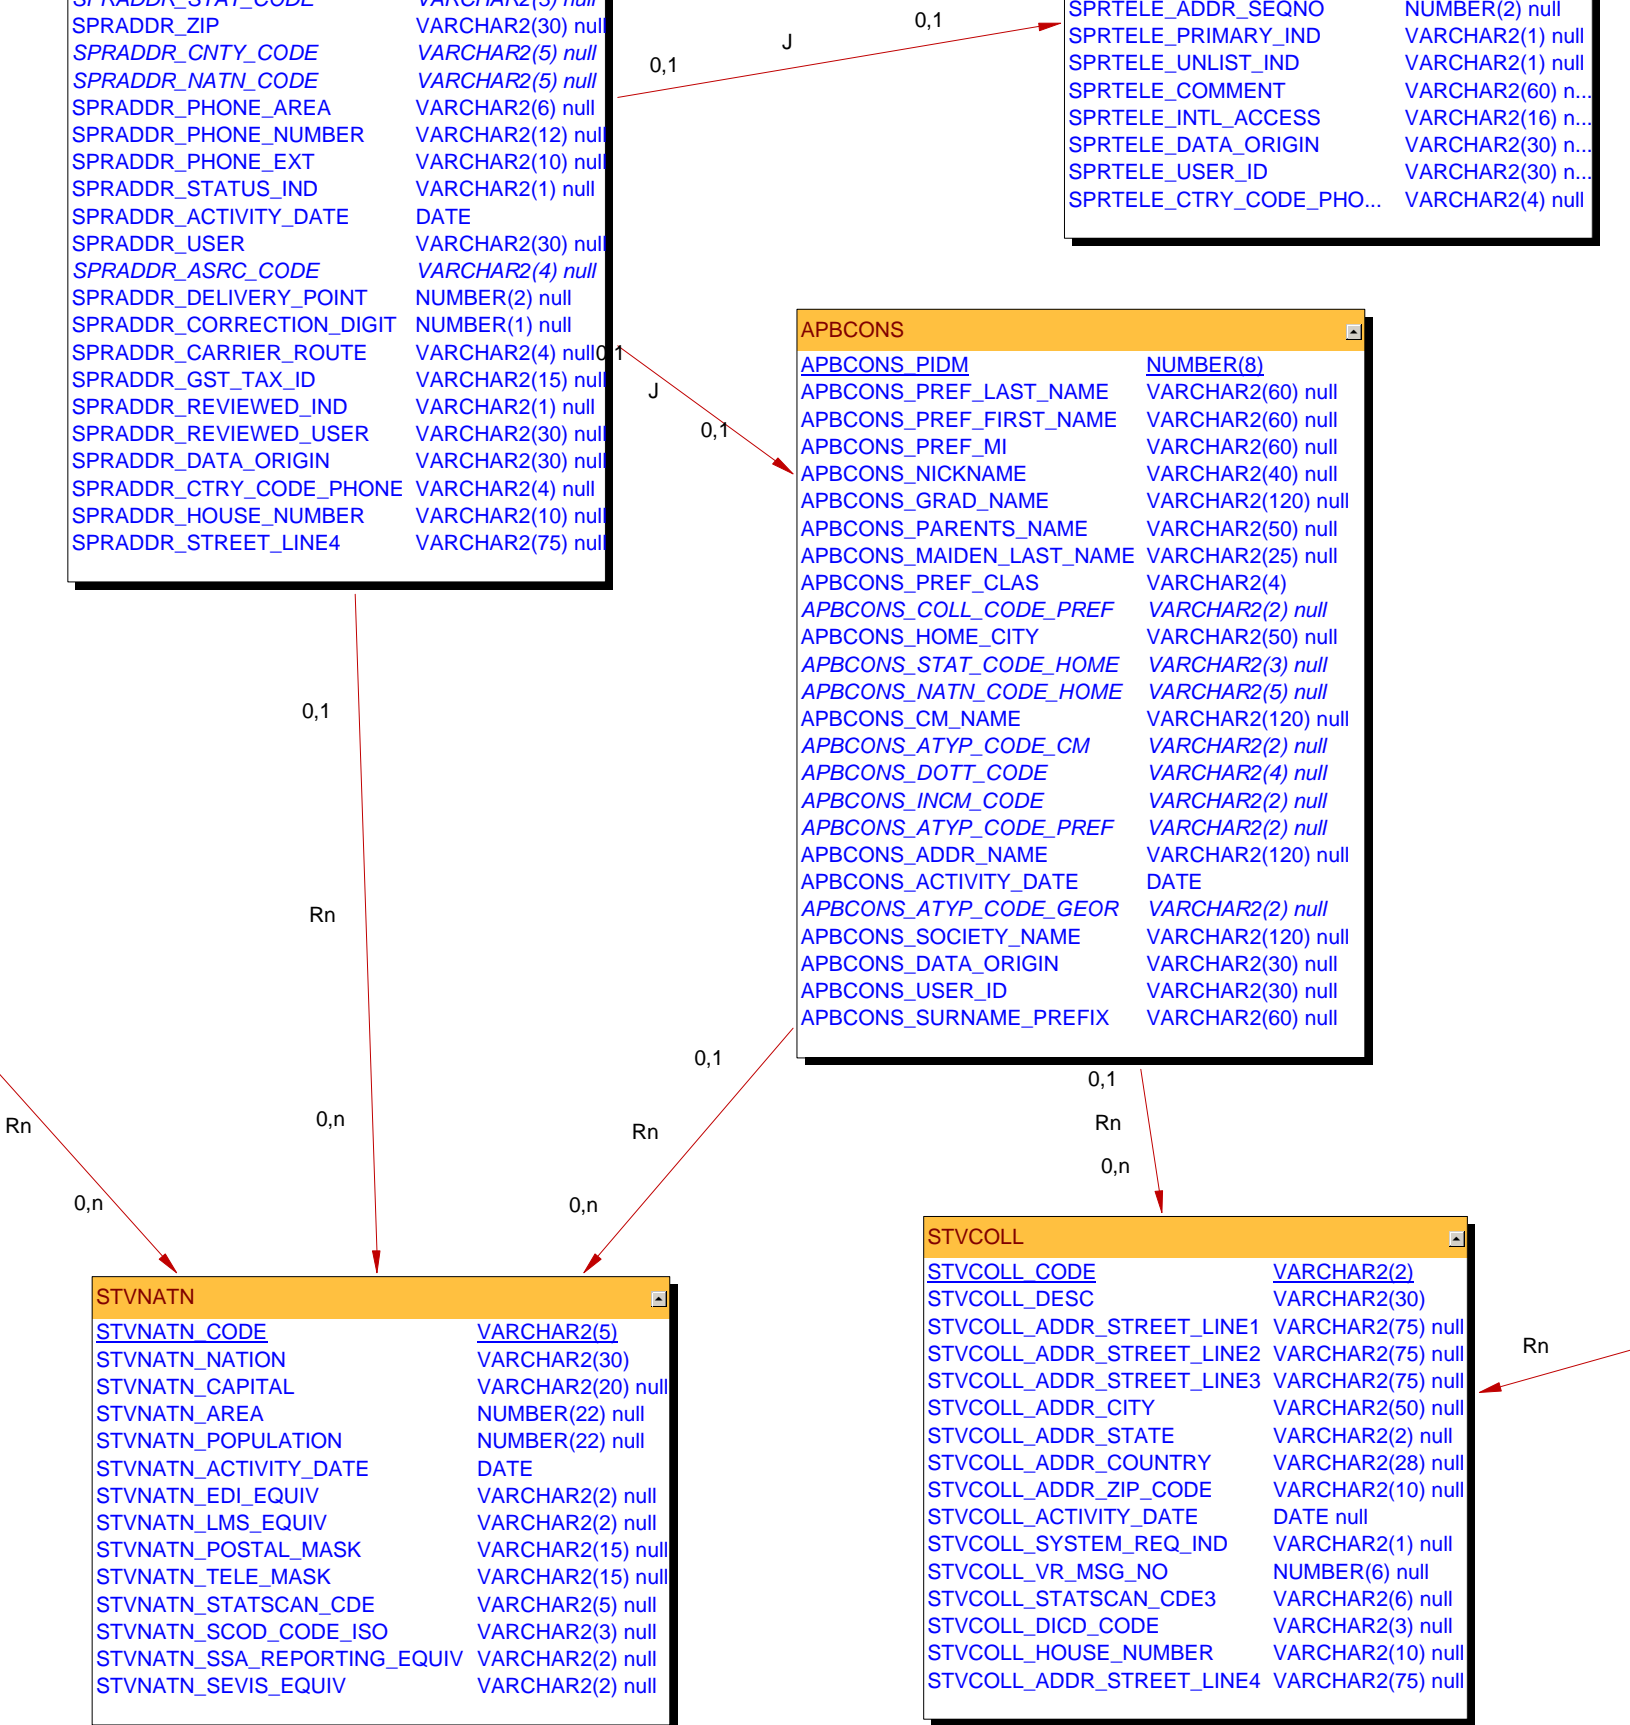 SPRADDR_STAT_CODE VARCHAR2(3) null
SPRADDR_ZIP VARCHAR2(30) null
SPRADDR_CNTY_CODE VARCHAR2(5) null
SPRADDR_NATN_CODE VARCHAR2(5) null
SPRADDR_PHONE_AREA VARCHAR2(6) null
SPRADDR_PHONE_NUMBER VARCHAR2(12) null
SPRADDR_PHONE_EXT VARCHAR2(10) null
SPRADDR_STATUS_IND VARCHAR2(1) null
SPRADDR_ACTIVITY_DATE DATE
SPRADDR_USER VARCHAR2(30) null
SPRADDR_ASRC_CODE VARCHAR2(4) null
SPRADDR_DELIVERY_POINT NUMBER(2) null
SPRADDR_CORRECTION_DIGIT NUMBER(1) null
SPRADDR_CARRIER_ROUTE VARCHAR2(4) null
SPRADDR_GST_TAX_ID VARCHAR2(15) null
SPRADDR_REVIEWED_IND VARCHAR2(1) null
SPRADDR_REVIEWED_USER VARCHAR2(30) null
SPRADDR_DATA_ORIGIN VARCHAR2(30) null
SPRADDR_CTRY_CODE_PHONE VARCHAR2(4) null
SPRADDR_HOUSE_NUMBER VARCHAR2(10) null
SPRADDR_STREET_LINE4 VARCHAR2(75) null
0,1
J
0,1
SPRTELE_ADDR_SEQNO NUMBER(2) null
SPRTELE_PRIMARY_IND VARCHAR2(1) null
SPRTELE_UNLIST_IND VARCHAR2(1) null
SPRTELE_COMMENT VARCHAR2(60) n...
SPRTELE_INTL_ACCESS VARCHAR2(16) n...
SPRTELE_DATA_ORIGIN VARCHAR2(30) n...
SPRTELE_USER_ID VARCHAR2(30) n...
SPRTELE_CTRY_CODE_PHO... VARCHAR2(4) null
0,1
J
0,1
APBCONS
APBCONS_PIDM NUMBER(8)
APBCONS_PREF_LAST_NAME VARCHAR2(60) null
APBCONS_PREF_FIRST_NAME VARCHAR2(60) null
APBCONS_PREF_MI VARCHAR2(60) null
APBCONS_NICKNAME VARCHAR2(40) null
APBCONS_GRAD_NAME VARCHAR2(120) null
APBCONS_PARENTS_NAME VARCHAR2(50) null
APBCONS_MAIDEN_LAST_NAME VARCHAR2(25) null
APBCONS_PREF_CLAS VARCHAR2(4)
APBCONS_COLL_CODE_PREF VARCHAR2(2) null
APBCONS_HOME_CITY VARCHAR2(50) null
APBCONS_STAT_CODE_HOME VARCHAR2(3) null
APBCONS_NATN_CODE_HOME VARCHAR2(5) null
APBCONS_CM_NAME VARCHAR2(120) null
APBCONS_ATYP_CODE_CM VARCHAR2(2) null
APBCONS_DOTT_CODE VARCHAR2(4) null
APBCONS_INCM_CODE VARCHAR2(2) null
APBCONS_ATYP_CODE_PREF VARCHAR2(2) null
APBCONS_ADDR_NAME VARCHAR2(120) null
APBCONS_ACTIVITY_DATE DATE
APBCONS_ATYP_CODE_GEOR VARCHAR2(2) null
APBCONS_SOCIETY_NAME VARCHAR2(120) null
APBCONS_DATA_ORIGIN VARCHAR2(30) null
APBCONS_USER_ID VARCHAR2(30) null
APBCONS_SURNAME_PREFIX VARCHAR2(60) null
0,1
Rn
0,n
Rn
0,n
0,1
Rn
0,n
0,1
Rn
0,n
STVNATN
STVNATN_CODE VARCHAR2(5)
STVNATN_NATION VARCHAR2(30)
STVNATN_CAPITAL VARCHAR2(20) null
STVNATN_AREA NUMBER(22) null
STVNATN_POPULATION NUMBER(22) null
STVNATN_ACTIVITY_DATE DATE
STVNATN_EDI_EQUIV VARCHAR2(2) null
STVNATN_LMS_EQUIV VARCHAR2(2) null
STVNATN_POSTAL_MASK VARCHAR2(15) null
STVNATN_TELE_MASK VARCHAR2(15) null
STVNATN_STATSCAN_CDE VARCHAR2(5) null
STVNATN_SCOD_CODE_ISO VARCHAR2(3) null
STVNATN_SSA_REPORTING_EQUIV VARCHAR2(2) null
STVNATN_SEVIS_EQUIV VARCHAR2(2) null
STVCOLL
STVCOLL_CODE VARCHAR2(2)
STVCOLL_DESC VARCHAR2(30)
STVCOLL_ADDR_STREET_LINE1 VARCHAR2(75) null
STVCOLL_ADDR_STREET_LINE2 VARCHAR2(75) null
STVCOLL_ADDR_STREET_LINE3 VARCHAR2(75) null
STVCOLL_ADDR_CITY VARCHAR2(50) null
STVCOLL_ADDR_STATE VARCHAR2(2) null
STVCOLL_ADDR_COUNTRY VARCHAR2(28) null
STVCOLL_ADDR_ZIP_CODE VARCHAR2(10) null
STVCOLL_ACTIVITY_DATE DATE null
STVCOLL_SYSTEM_REQ_IND VARCHAR2(1) null
STVCOLL_VR_MSG_NO NUMBER(6) null
STVCOLL_STATSCAN_CDE3 VARCHAR2(6) null
STVCOLL_DICD_CODE VARCHAR2(3) null
STVCOLL_HOUSE_NUMBER VARCHAR2(10) null
STVCOLL_ADDR_STREET_LINE4 VARCHAR2(75) null
Rn